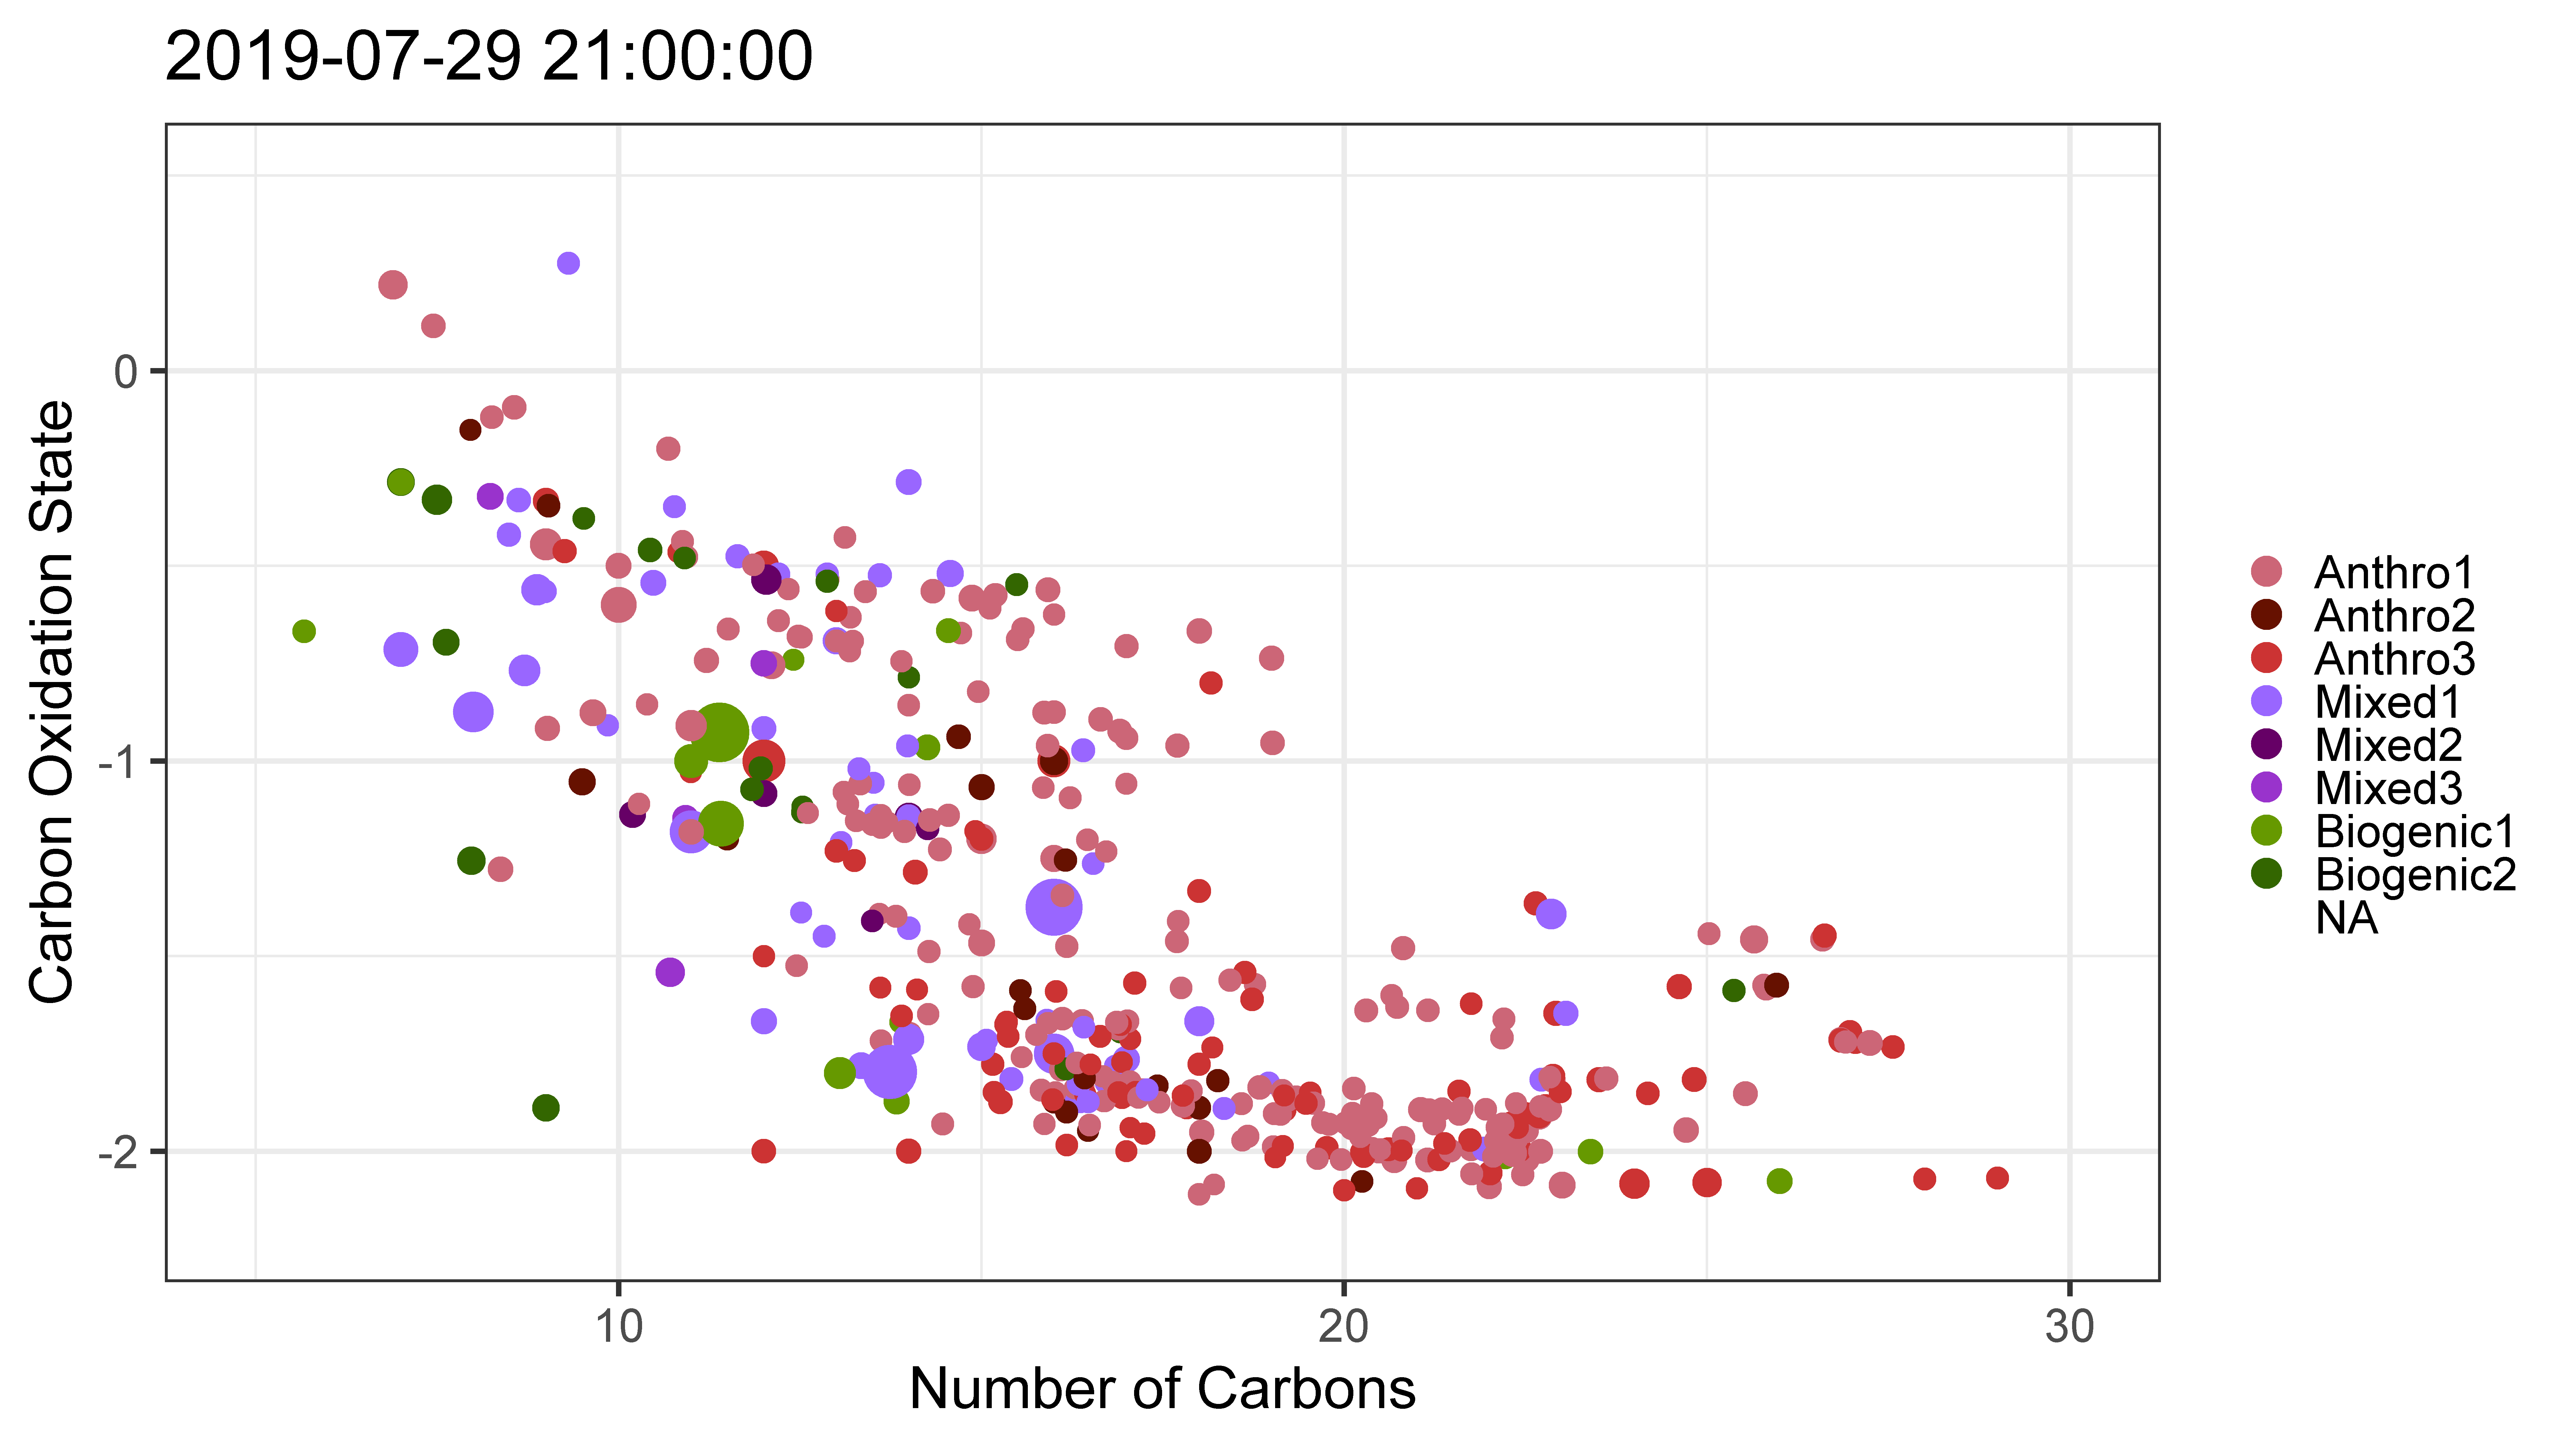 2019-07-29 21:00:00
Carbon Oxidation State
0
-1
-2
10
20
30
Number of Carbons
Anthro1
Anthro2
Anthro3
Mixed1
Mixed2
Mixed3
Biogenic1
Biogenic2
NA